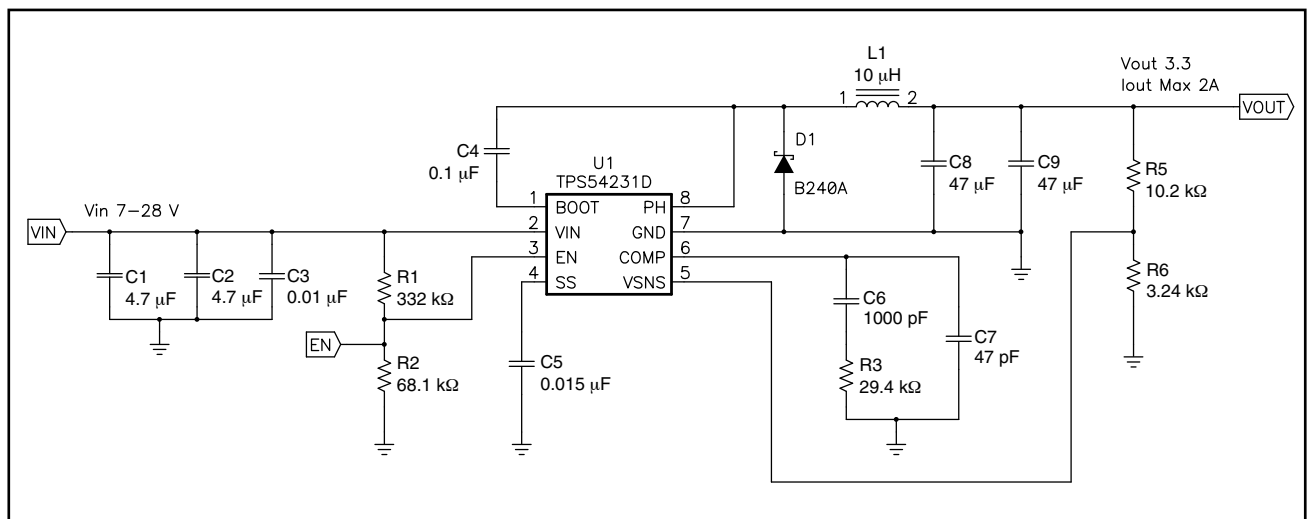 L1
10 μH
1 2
Vout 3.3
Iout Max 2A
VOUT
C4
0.1 μF
D1
B240A
C8
47 μF
C9
47 μF
R5
10.2 kΩ
U1
TPS54231D
1 BOOT PH 8
2 VIN GND 7
3 EN COMP 6
4 SS VSNS 5
Vin 7–28 V
VIN
C1
4.7 μF
C2
4.7 μF
C3
0.01 μF
R1
332 kΩ
EN
R2
68.1 kΩ
C5
0.015 μF
C6
1000 pF
R3
29.4 kΩ
C7
47 pF
R6
3.24 kΩ